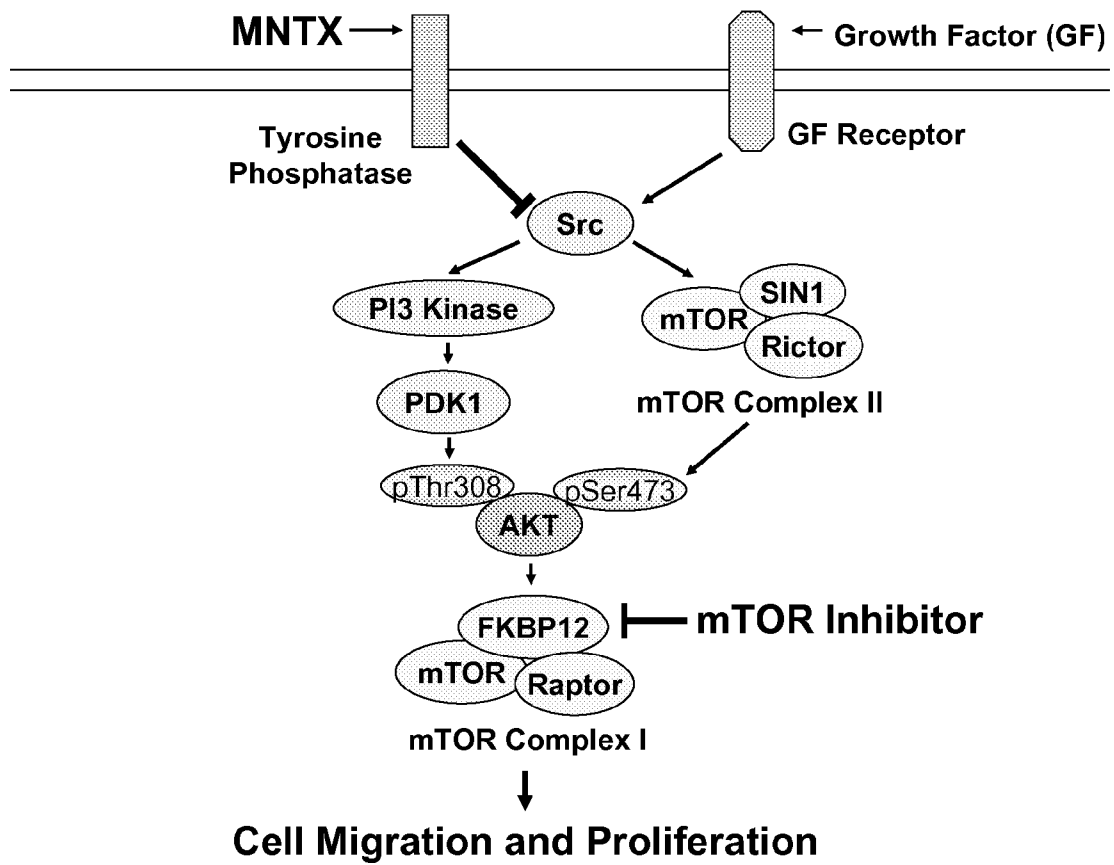 MNTX
Growth Factor (GF)
Tyrosine
Phosphatase
GF Receptor
Src
PI3 Kinase
SIN1
mTOR
Rictor
PDK1
mTOR Complex II
pThr308
pSer473
AKT
FKBP12
mTOR Inhibitor
mTOR
Raptor
mTOR Complex I
Cell Migration and Proliferation